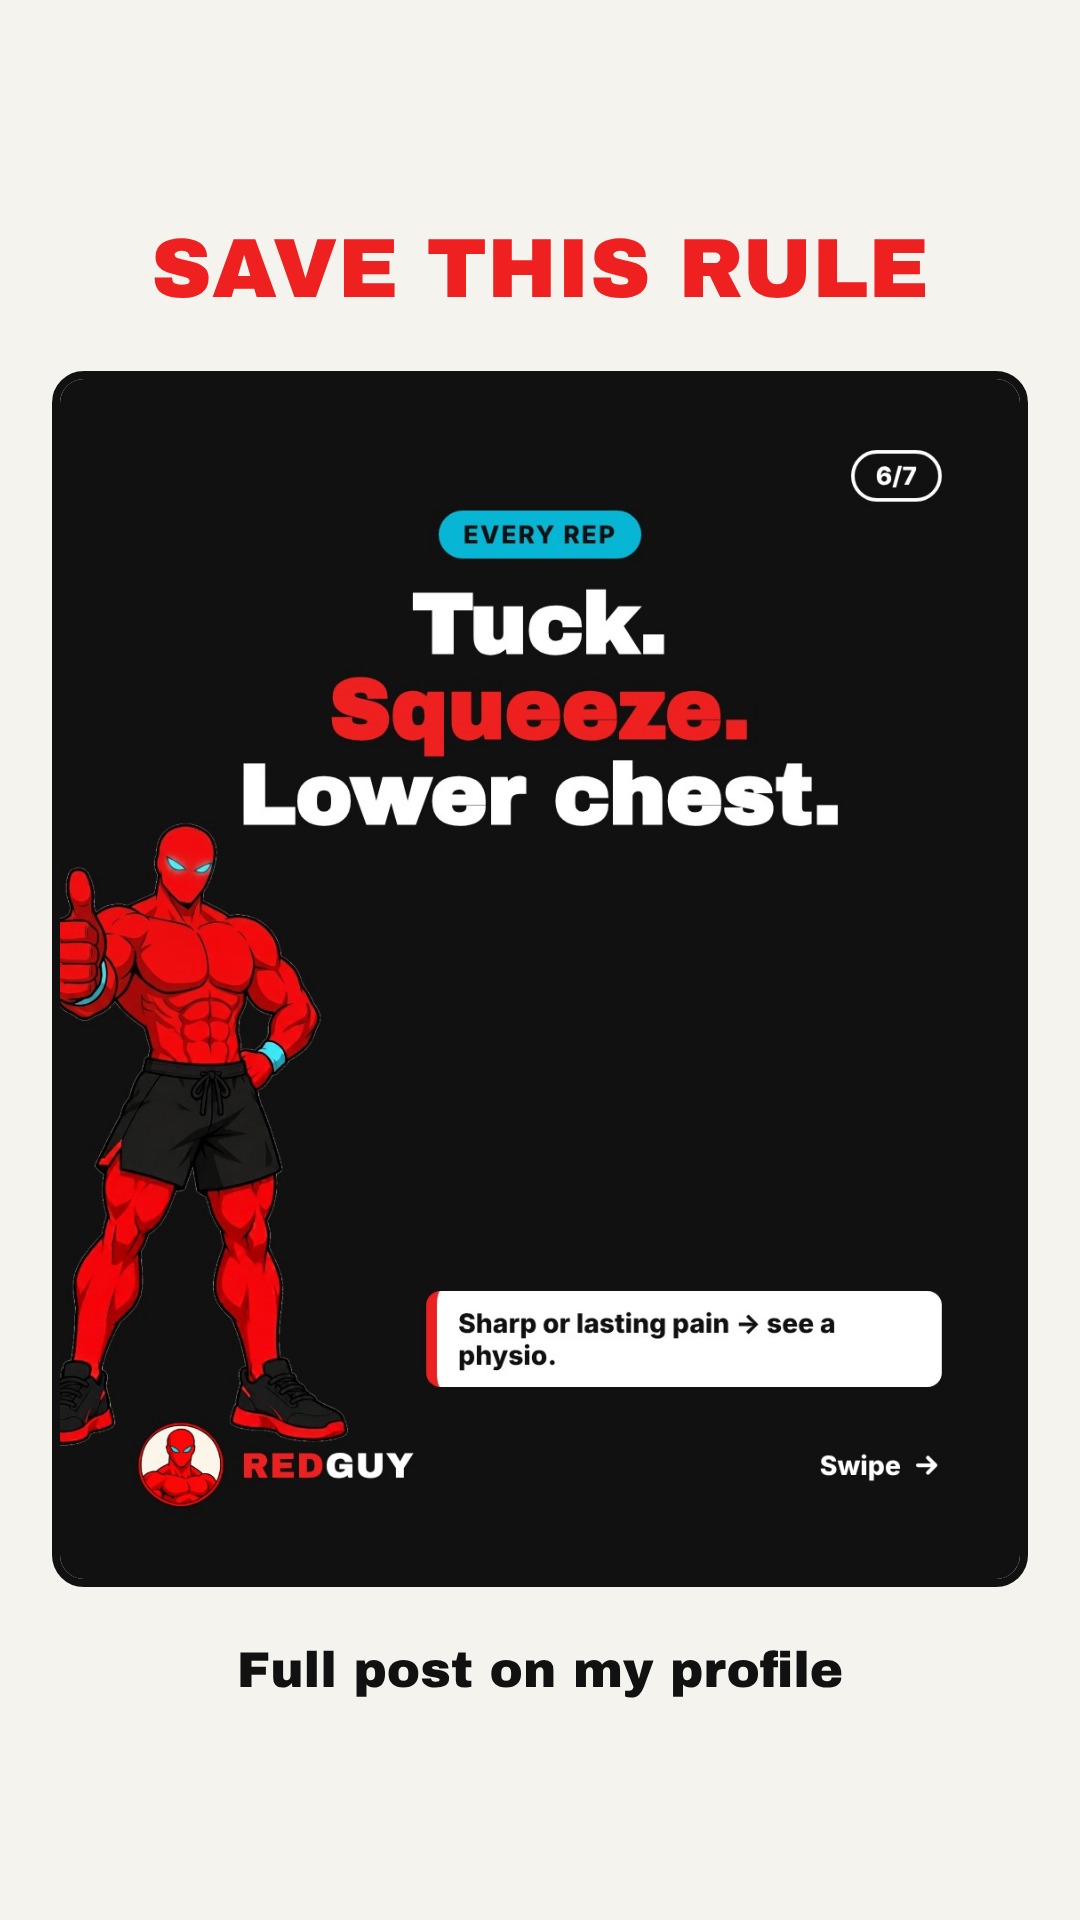 SAVE THIS RULE
6/7
EVERY REP
Tuck.
Squeeze.
Lower chest.
Sharp or lasting pain → see a
physio.
REDGUY
Swipe →
Full post on my profile